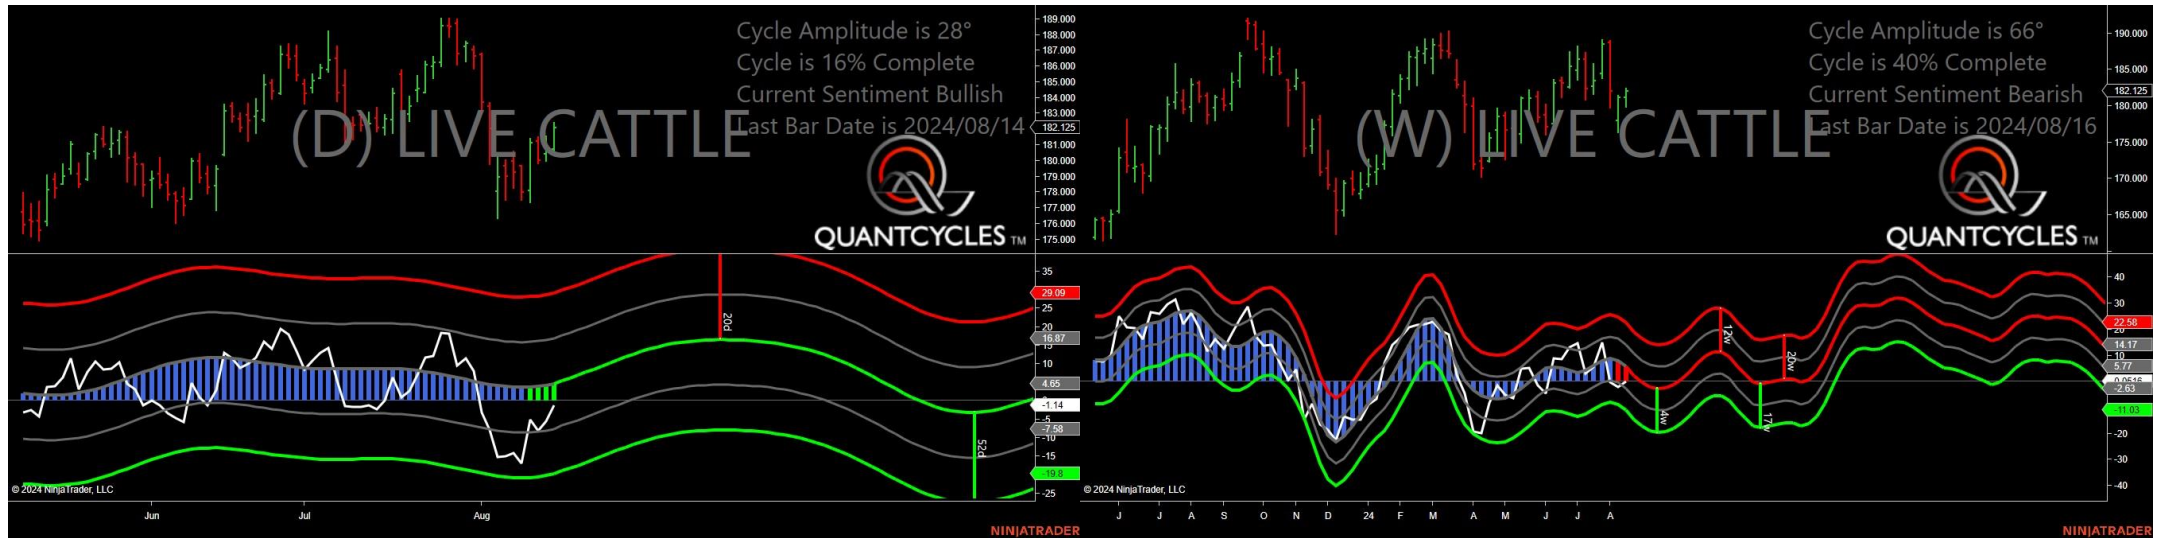 Cycle Amplitude is 28°
Cycle is 16% Complete
Current Sentiment Bullish
Last Bar Date is 2024/08/14
(D) LIVE CATTLE
QUANTCYCLES TM
189.000
188.000
187.000
186.000
185.000
184.000
183.000
182.125
181.000
180.000
179.000
178.000
177.000
176.000
175.000
35
29.09
25
20
16.87
15
10
4.65
-1.14
-5
-7.58
-10
-15
-19.8
-25
20d
52d
© 2024 NinjaTrader, LLC
Jun Jul Aug
NINJATRADER
Cycle Amplitude is 66°
Cycle is 40% Complete
Current Sentiment Bearish
Last Bar Date is 2024/08/16
(W) LIVE CATTLE
QUANTCYCLES TM
190.000
185.000
182.125
180.000
175.000
170.000
165.000
40
30
22.58
20
14.17
10
5.77
-2.63
-11.03
-20
-30
-40
12w
20w
4w
17w
© 2024 NinjaTrader, LLC
J J A S O N D 24 F M A M J J A
NINJATRADER